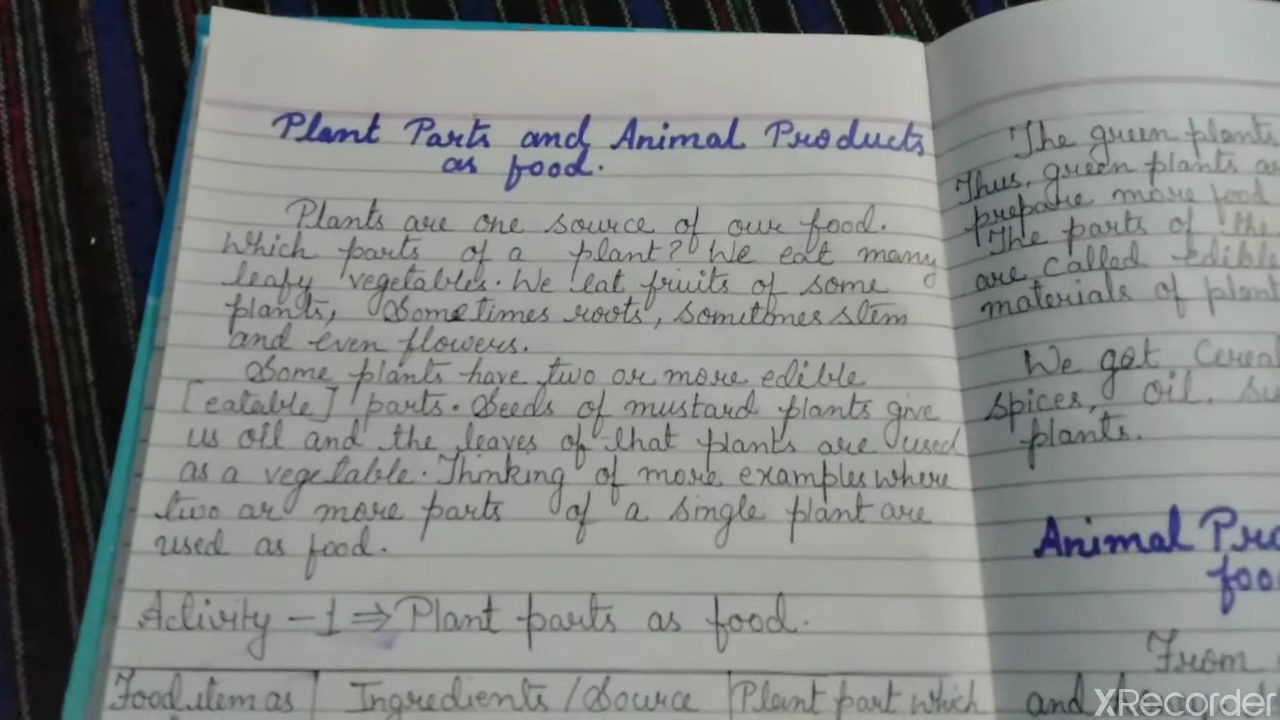 Plant Parts and Animal Products
as food.
Plants are one source of our food.
Which parts of a plant? We eat many
leafy vegetables. We eat fruits of some
plants, Sometimes roots, sometimes stem
and even flowers.
Some plants have two or more edible
[eatable] parts. Seeds of mustard plants give
us oil and the leaves of that plants are used
as a vegetable. Thinking of more examples where
two or more parts of a single plant are
used as food.
Activity - 1 ⇒ Plant parts as food.
Food item as | Ingredients / Source | Plant part which
The green plants
Thus, green plants
prepare more food
The parts of the
are called Edible
materials of plant
We get Cereal
spices, oil,
plants.
Animal
From
and
XRecorder